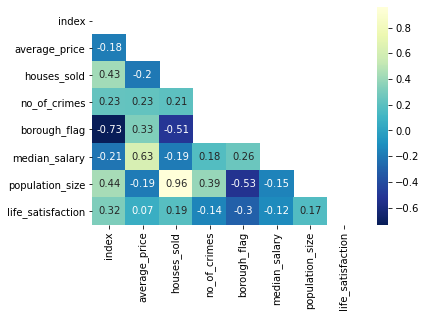 index
average_price -0.18
houses_sold 0.43 -0.2
no_of_crimes 0.23 0.23 0.21
borough_flag -0.73 0.33 -0.51
median_salary -0.21 0.63 -0.19 0.18 0.26
population_size 0.44 -0.19 0.96 0.39 -0.53 -0.15
life_satisfaction 0.32 0.07 0.19 -0.14 -0.3 -0.12 0.17
index
average_price
houses_sold
no_of_crimes
borough_flag
median_salary
population_size
life_satisfaction
0.8
0.6
0.4
0.2
0.0
−0.2
−0.4
−0.6